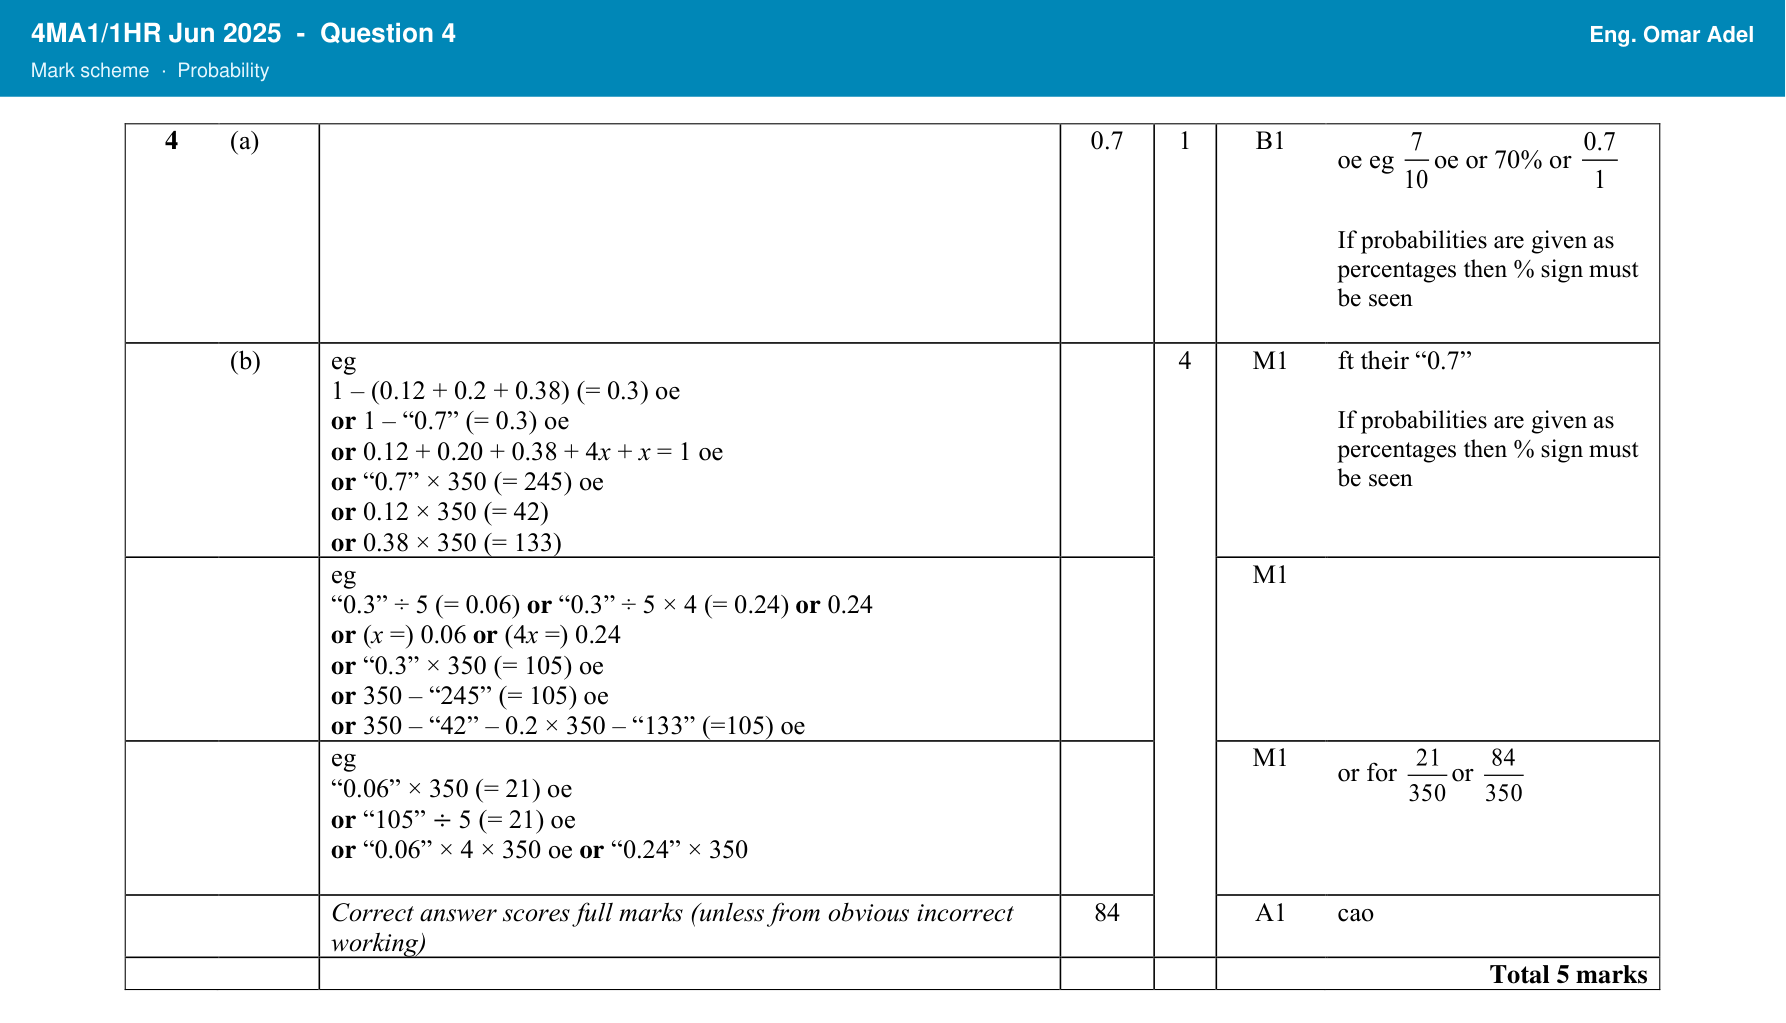 4MA1/1HR Jun 2025 - Question 4
Eng. Omar Adel
Mark scheme · Probability
4 (a) 0.7 1 B1 oe eg 7/10 oe or 70% or 0.7/1
If probabilities are given as
percentages then % sign must
be seen
(b) eg 4 M1 ft their “0.7”
1 – (0.12 + 0.2 + 0.38) (= 0.3) oe
or 1 – “0.7” (= 0.3) oe
or 0.12 + 0.20 + 0.38 + 4x + x = 1 oe
or “0.7” × 350 (= 245) oe
or 0.12 × 350 (= 42)
or 0.38 × 350 (= 133)
If probabilities are given as
percentages then % sign must
be seen
eg M1
“0.3” ÷ 5 (= 0.06) or “0.3” ÷ 5 × 4 (= 0.24) or 0.24
or (x =) 0.06 or (4x =) 0.24
or “0.3” × 350 (= 105) oe
or 350 – “245” (= 105) oe
or 350 – “42” – 0.2 × 350 – “133” (=105) oe
eg M1 or for 21/350 or 84/350
“0.06” × 350 (= 21) oe
or “105” ÷ 5 (= 21) oe
or “0.06” × 4 × 350 oe or “0.24” × 350
Correct answer scores full marks (unless from obvious incorrect
working)
84 A1 cao
Total 5 marks